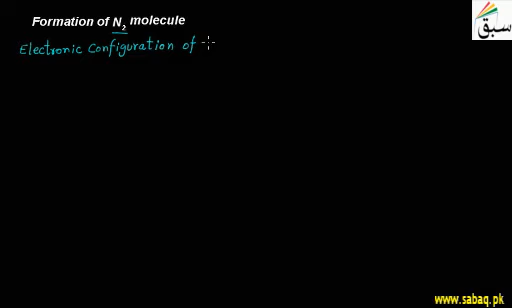 Formation of N₂ molecule
Electronic Configuration of
سبق
www.sabaq.pk